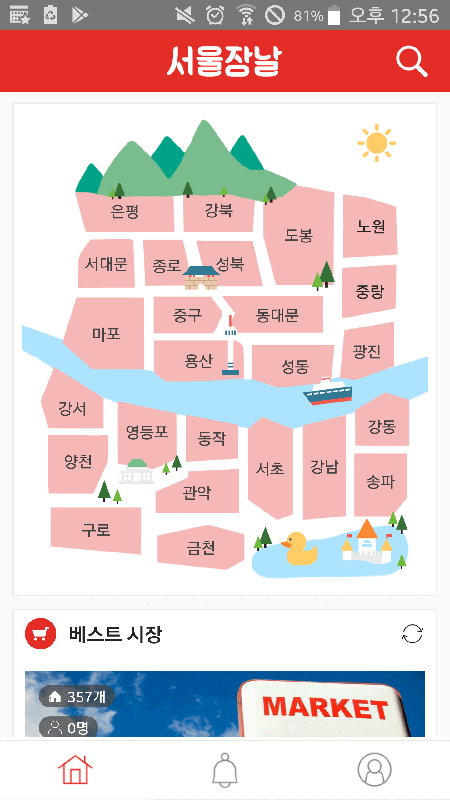 81% 오후 12:56
서울장날
은평 강북 도봉 노원
서대문 종로 성북 중랑
마포 중구 동대문
용산 성동 광진
강서 영등포 동작 서초 강남 강동
양천 관악 송파
구로 금천
베스트 시장
357개
0명
MARKET